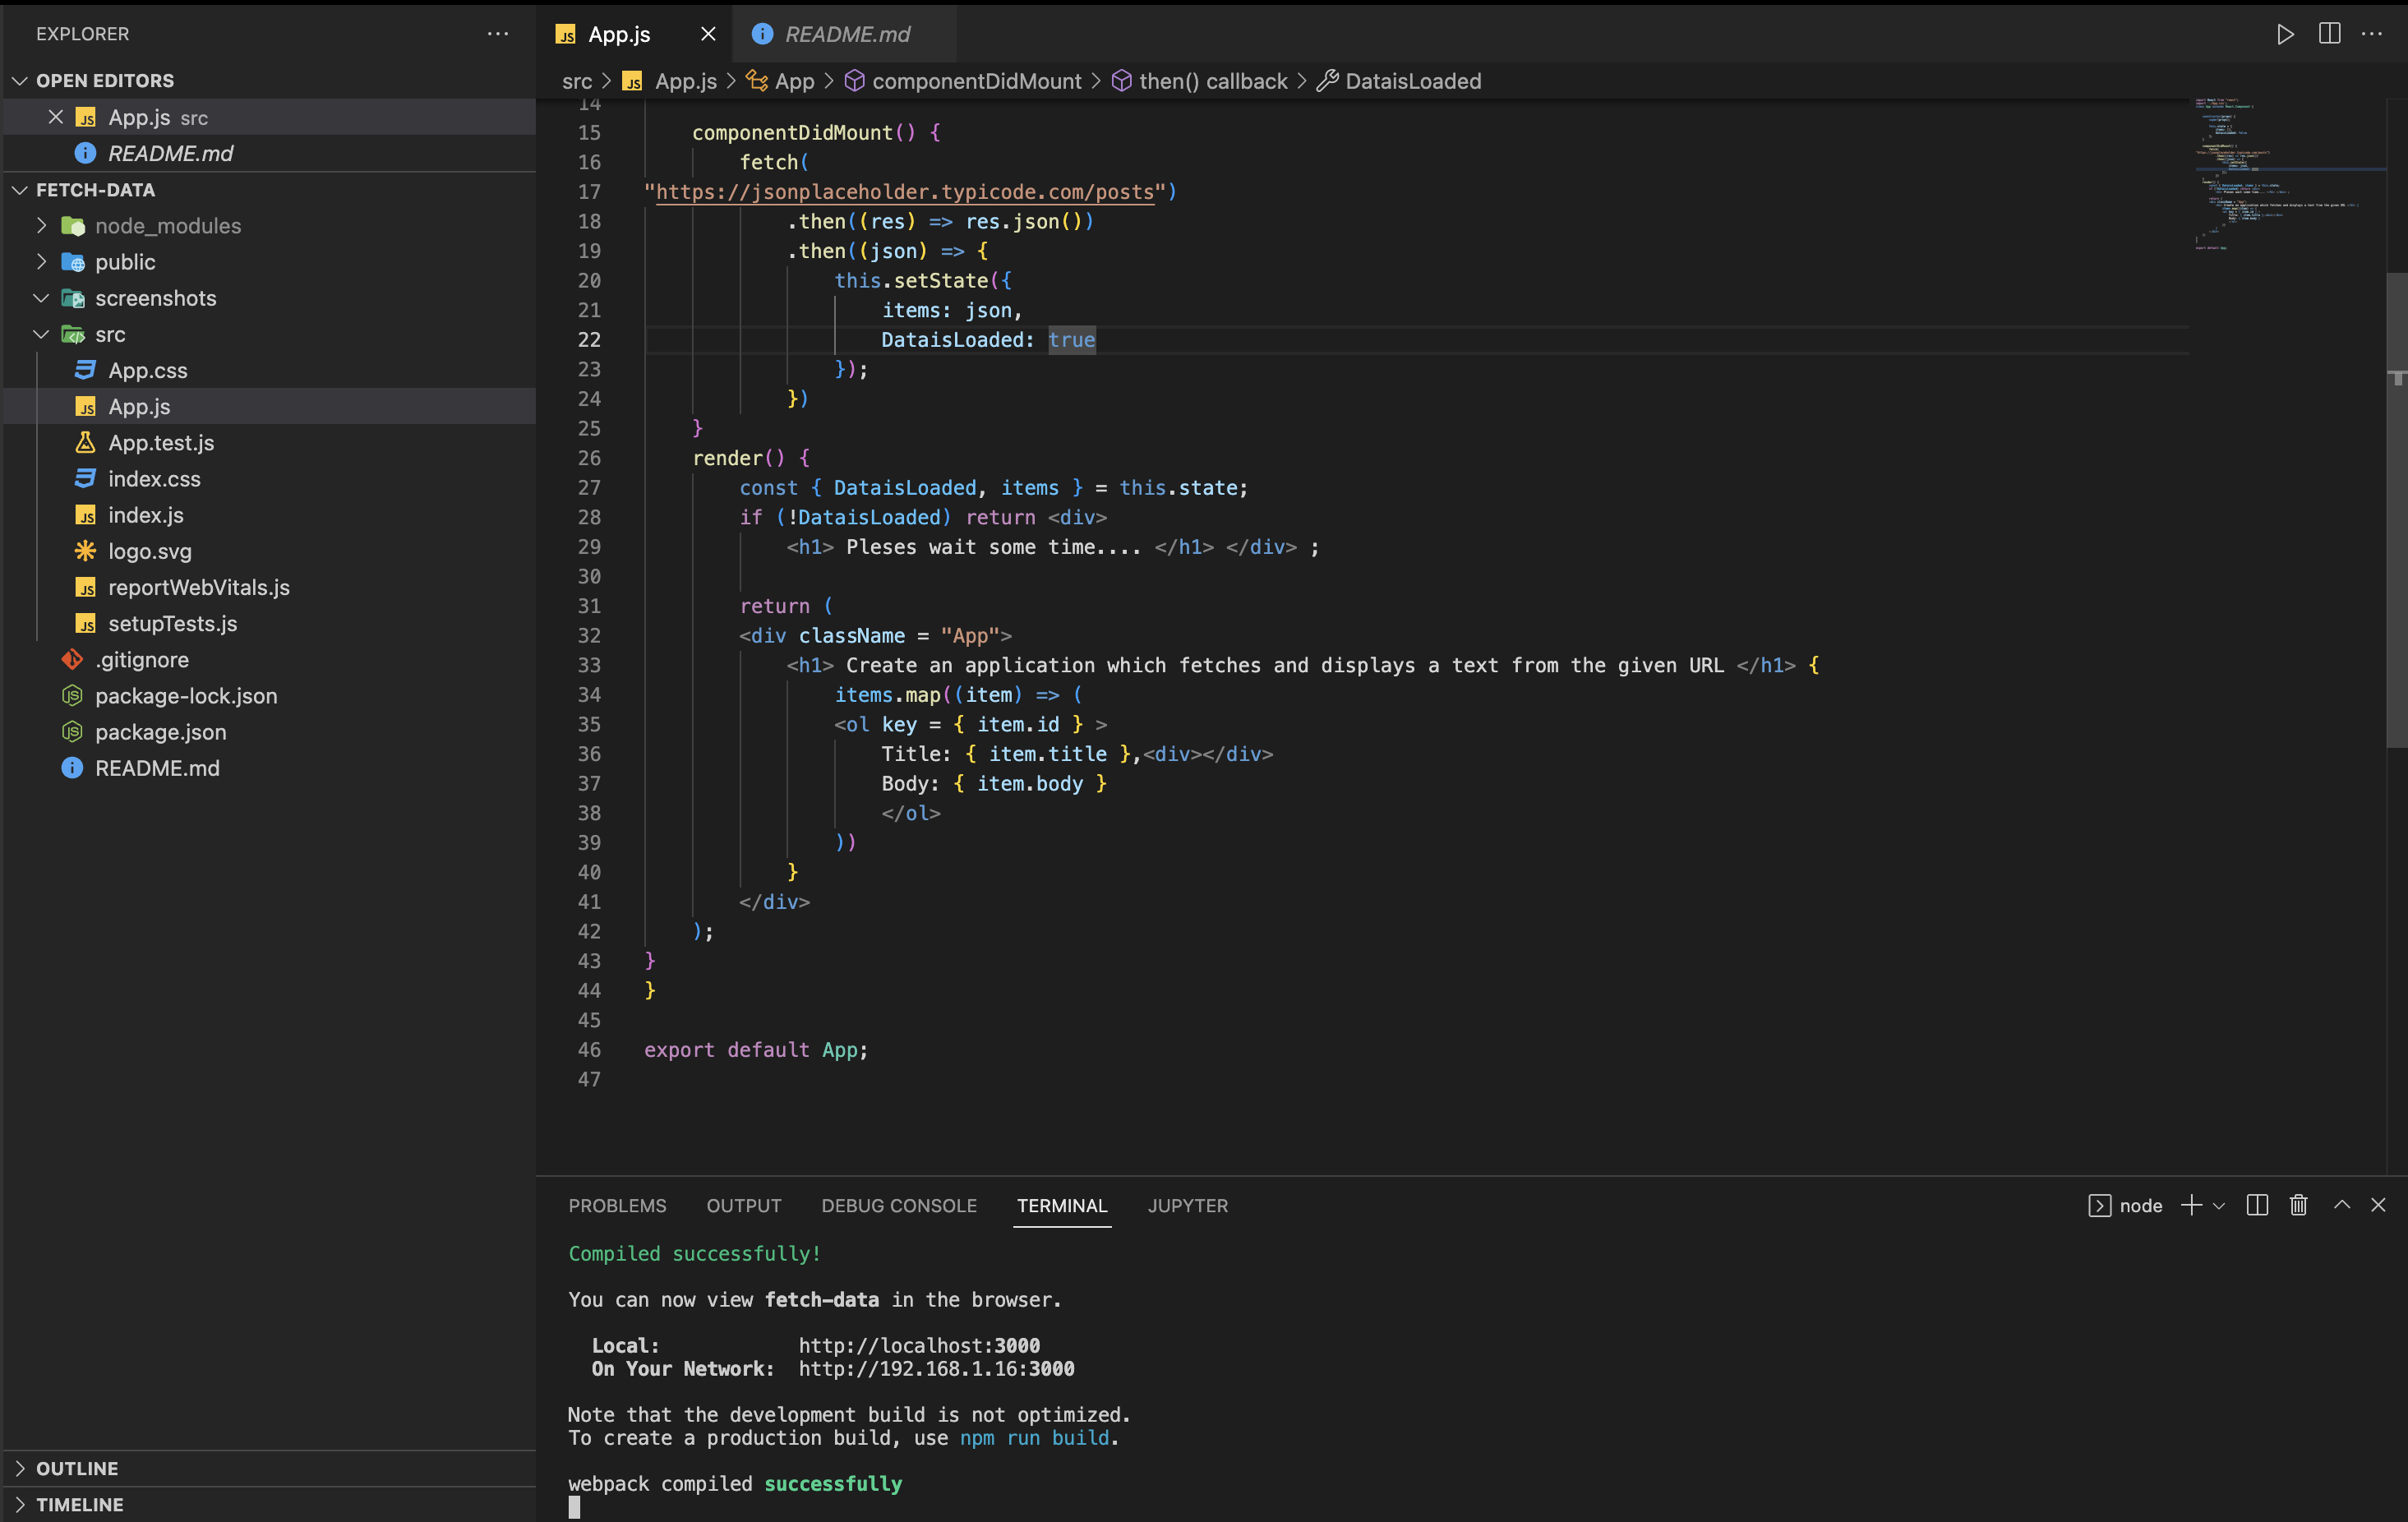 EXPLORER
OPEN EDITORS
App.js src
README.md
FETCH-DATA
node_modules
public
screenshots
src
App.css
App.js
App.test.js
index.css
index.js
logo.svg
reportWebVitals.js
setupTests.js
.gitignore
package-lock.json
package.json
README.md
OUTLINE
TIMELINE
App.js README.md
src > App.js > App > componentDidMount > then() callback > DataisLoaded
14
15 componentDidMount() {
16 fetch(
17 "https://jsonplaceholder.typicode.com/posts")
18 .then((res) => res.json())
19 .then((json) => {
20 this.setState({
21 items: json,
22 DataisLoaded: true
23 });
24 })
25 }
26 render() {
27 const { DataisLoaded, items } = this.state;
28 if (!DataisLoaded) return <div>
29 <h1> Pleses wait some time.... </h1> </div> ;
30
31 return (
32 <div className = "App">
33 <h1> Create an application which fetches and displays a text from the given URL </h1> {
34 items.map((item) => (
35 <ol key = { item.id } >
36 Title: { item.title },<div></div>
37 Body: { item.body }
38 </ol>
39 ))
40 }
41 </div>
42 );
43 }
44 }
45
46 export default App;
47
PROBLEMS OUTPUT DEBUG CONSOLE TERMINAL JUPYTER
node
Compiled successfully!
You can now view fetch-data in the browser.
Local: http://localhost:3000
On Your Network: http://192.168.1.16:3000
Note that the development build is not optimized.
To create a production build, use npm run build.
webpack compiled successfully